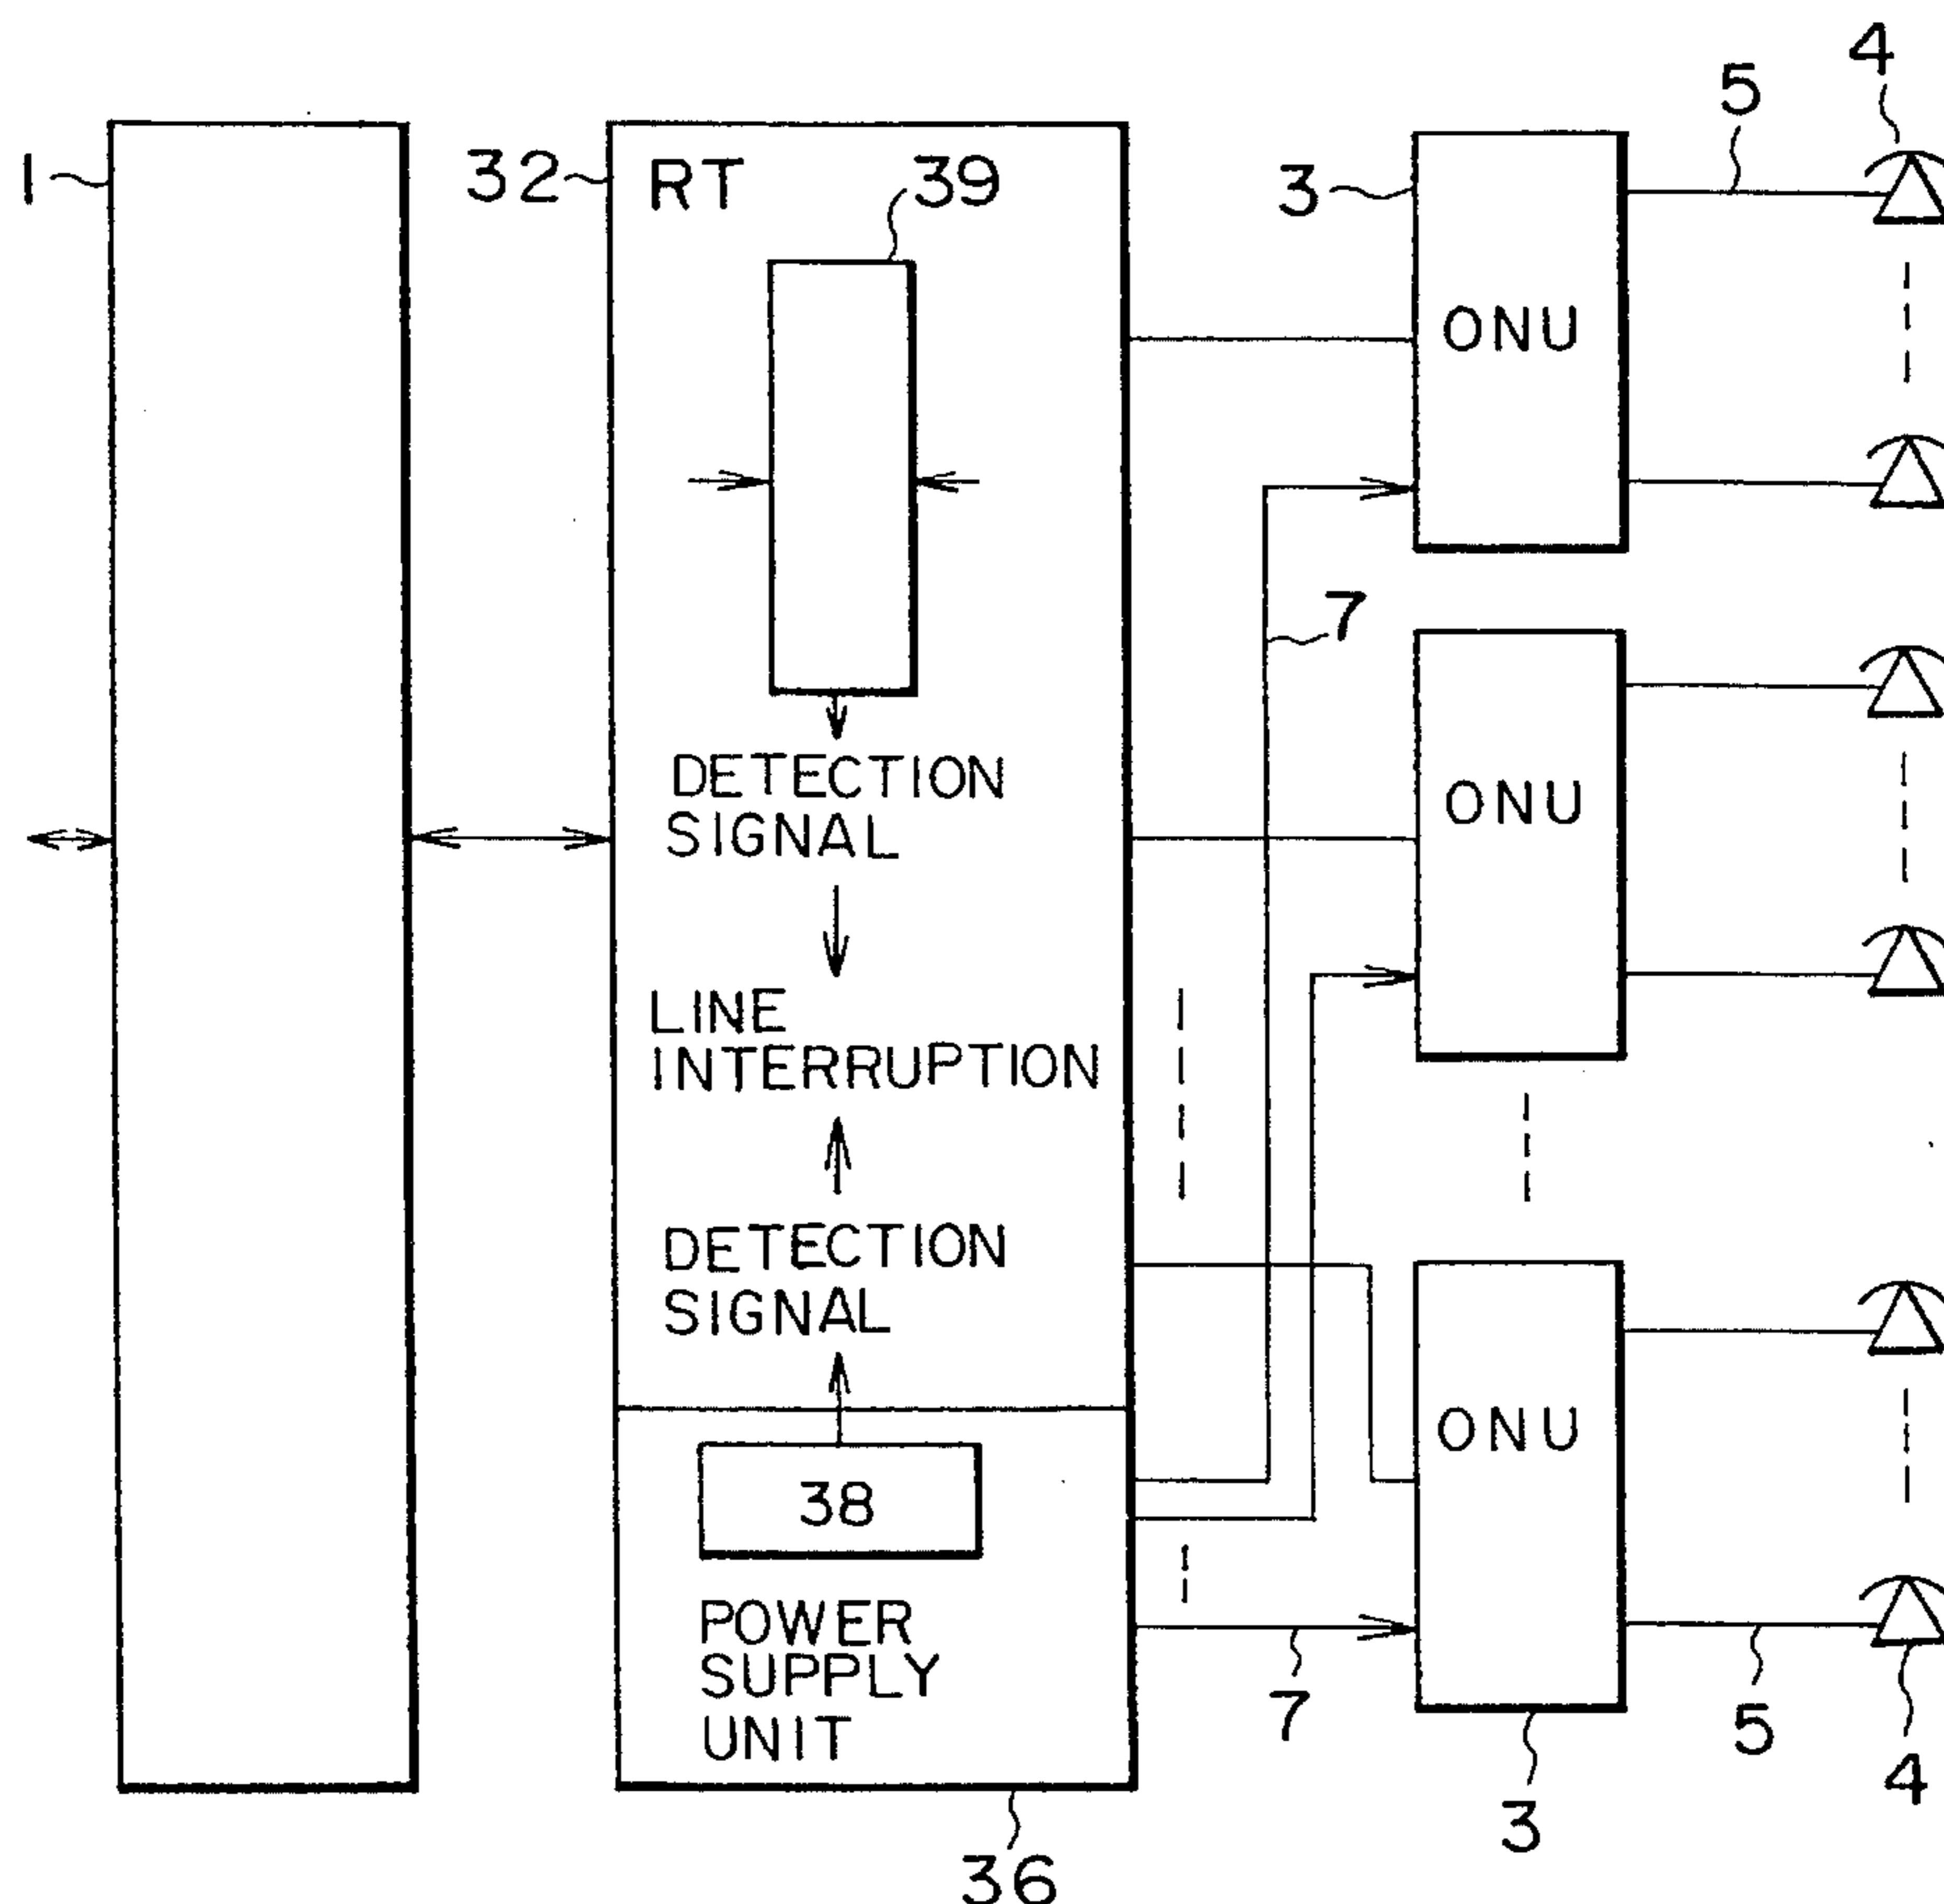 4
5
1
32
RT
39
3
ONU
7
DETECTION
SIGNAL
ONU
LINE
INTERRUPTION
DETECTION
SIGNAL
ONU
38
POWER
SUPPLY
UNIT
7
5
4
3
36